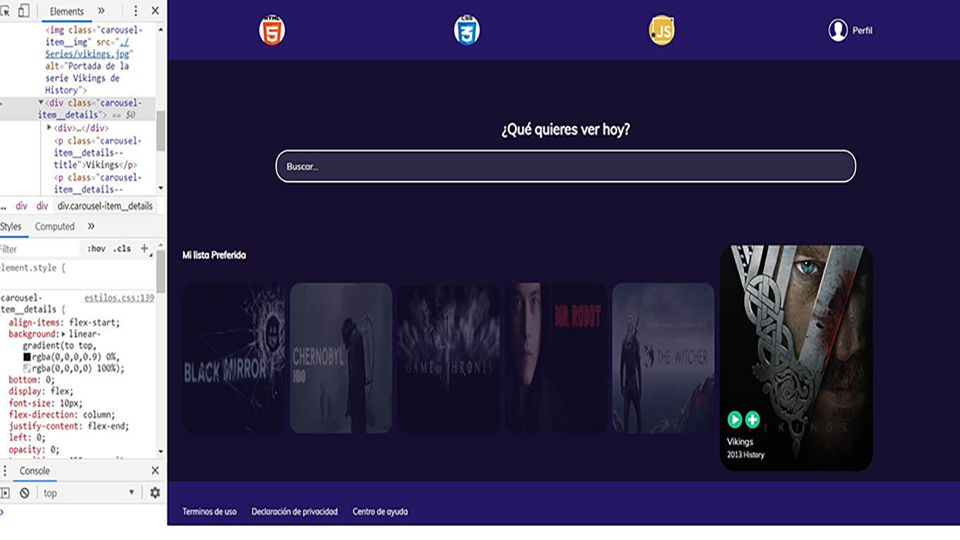 Elements
<img class="carousel-
item__img" src="./
Series/vikings.jpg"
alt="Portada de la
serie Vikings de
History">
▼<div class="carousel-
item__details"> == $0
▶<div>…</div>
<p class="carousel-
item__details--
title">Vikings</p>
<p class="carousel-
item__details--
... div div div.carousel-item__details
Styles Computed
Filter :hov .cls +
element.style {
carousel- estilos.css:139
item__details {
align-items: flex-start;
background:▶linear-
gradient(to top,
rgba(0,0,0,0.9) 0%,
rgba(0,0,0,0) 100%);
bottom: 0;
display: flex;
font-size: 10px;
flex-direction: column;
justify-content: flex-end;
left: 0;
opacity: 0;
Console
top
HTML
5
CSS
3
JS
Perfil
¿Qué quieres ver hoy?
Buscar...
Mi lista Preferida
BLACK MIRROR
CHERNOBYL
HBO
GAME OF THRONES
MR. ROBOT
THE WITCHER
VIKINGS
Vikings
2013 History
Terminos de uso Declaración de privacidad Centro de ayuda